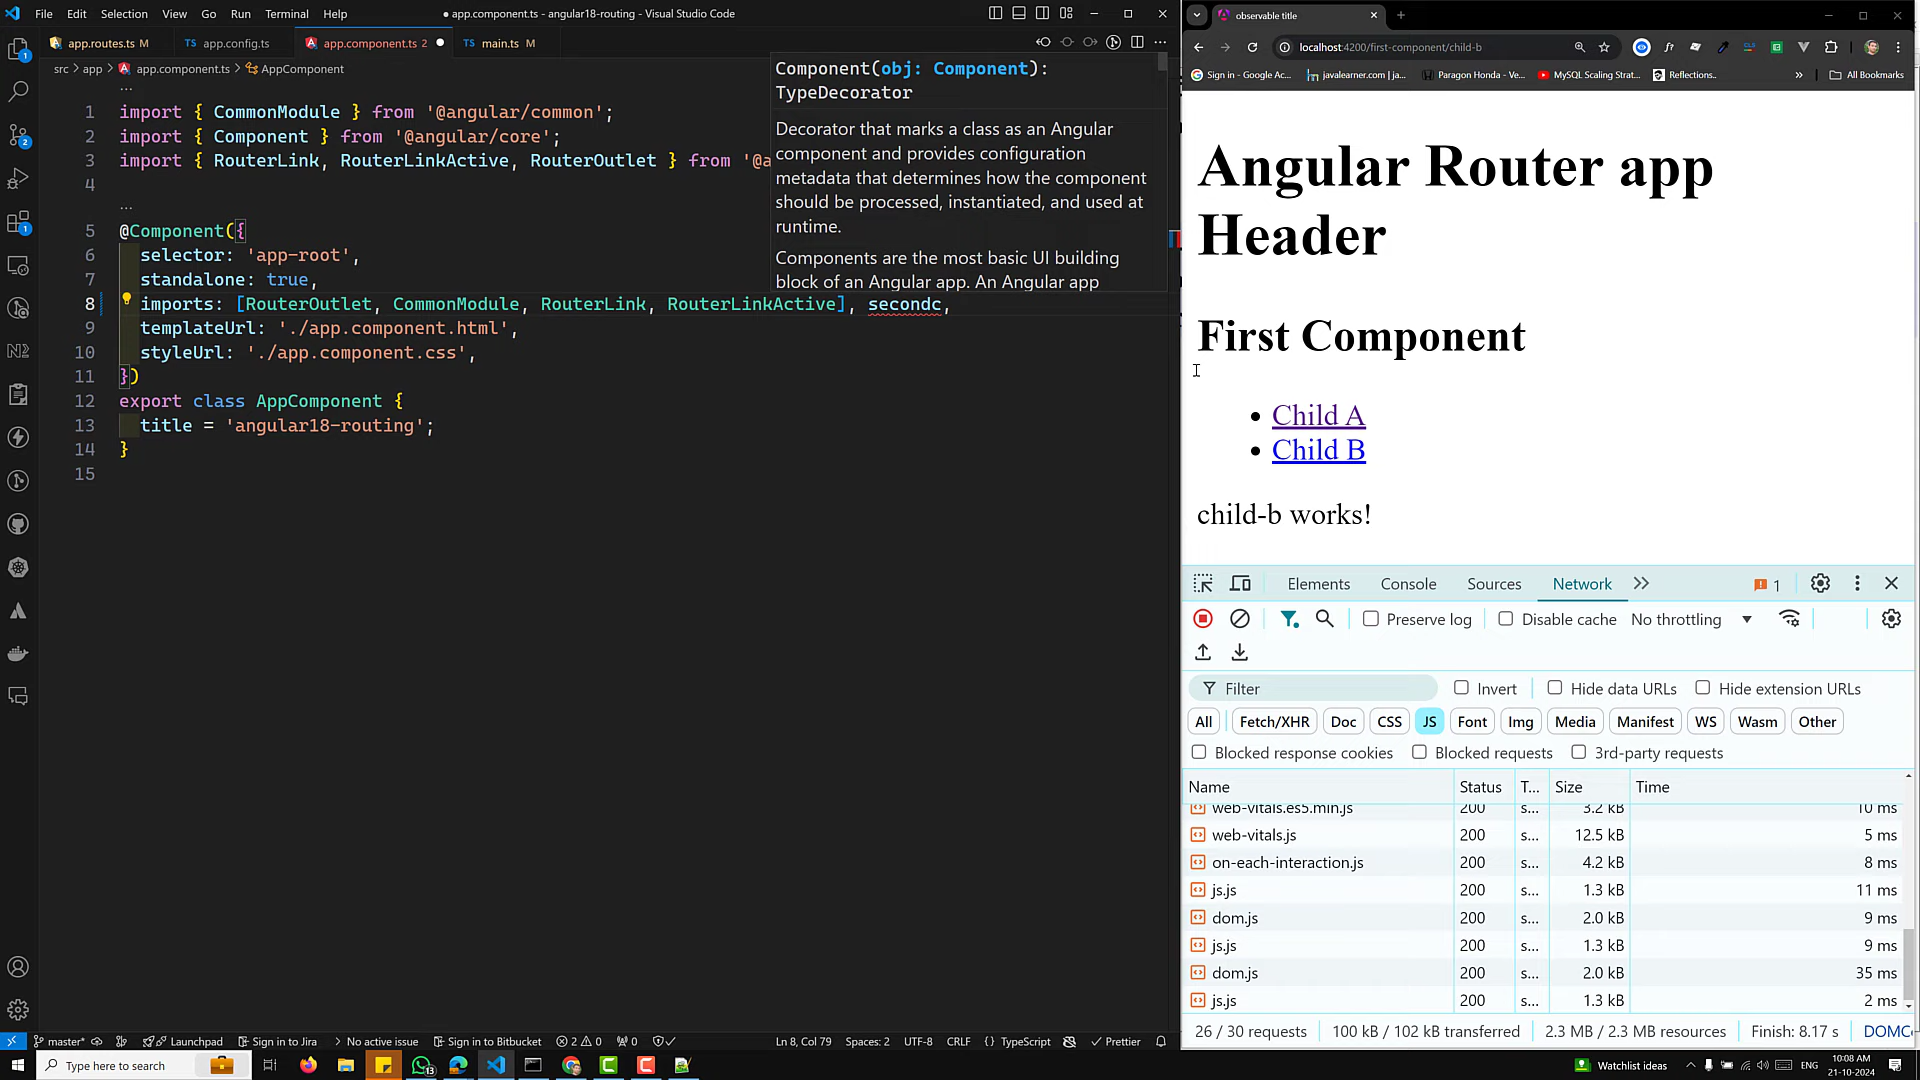 File Edit Selection View Go Run Terminal Help
app.component.ts - angular18-routing - Visual Studio Code
app.routes.ts M
app.config.ts
app.component.ts 2
main.ts M
src > app > app.component.ts > AppComponent
...
1 import { CommonModule } from '@angular/common';
2 import { Component } from '@angular/core';
3 import { RouterLink, RouterLinkActive, RouterOutlet } from '@a
4
...
5 @Component({
6 selector: 'app-root',
7 standalone: true,
8 imports: [RouterOutlet, CommonModule, RouterLink, RouterLinkActive], secondc,
9 templateUrl: './app.component.html',
10 styleUrl: './app.component.css',
11 })
12 export class AppComponent {
13 title = 'angular18-routing';
14 }
15
Component(obj: Component):
TypeDecorator
Decorator that marks a class as an Angular
component and provides configuration
metadata that determines how the component
should be processed, instantiated, and used at
runtime.
Components are the most basic UI building
block of an Angular app. An Angular app
master* Launchpad Sign in to Jira No active issue Sign in to Bitbucket 2 0 0
Ln 8, Col 79 Spaces: 2 UTF-8 CRLF {} TypeScript Prettier
observable title
localhost:4200/first-component/child-b
Sign in - Google Ac... javalearner.com | ja... Paragon Honda - Ve... MySQL Scaling Strat... Reflections.. » All Bookmarks
Angular Router app
Header
First Component
• Child A
• Child B
child-b works!
Elements Console Sources Network 1
Preserve log Disable cache No throttling
Filter Invert Hide data URLs Hide extension URLs
All Fetch/XHR Doc CSS JS Font Img Media Manifest WS Wasm Other
Blocked response cookies Blocked requests 3rd-party requests
Name Status T... Size Time
web-vitals.es5.min.js 200 s... 3.2 kB 10 ms
web-vitals.js 200 s... 12.5 kB 5 ms
on-each-interaction.js 200 s... 4.2 kB 8 ms
js.js 200 s... 1.3 kB 11 ms
dom.js 200 s... 2.0 kB 9 ms
js.js 200 s... 1.3 kB 9 ms
dom.js 200 s... 2.0 kB 35 ms
js.js 200 s... 1.3 kB 2 ms
26 / 30 requests 100 kB / 102 kB transferred 2.3 MB / 2.3 MB resources Finish: 8.17 s DOMC
Type here to search
13
Watchlist ideas
ENG
10:08 AM
21-10-2024